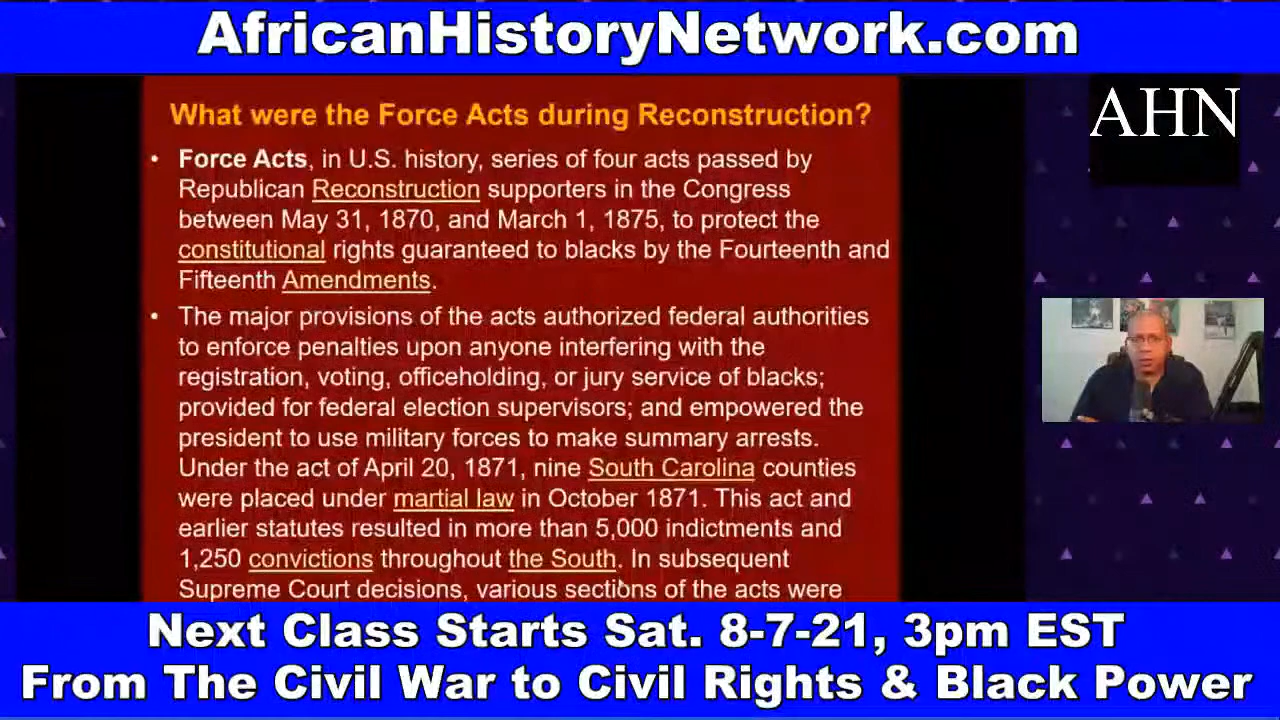 AfricanHistoryNetwork.com
AHN
What were the Force Acts during Reconstruction?
• Force Acts, in U.S. history, series of four acts passed by
Republican Reconstruction supporters in the Congress
between May 31, 1870, and March 1, 1875, to protect the
constitutional rights guaranteed to blacks by the Fourteenth and
Fifteenth Amendments.
• The major provisions of the acts authorized federal authorities
to enforce penalties upon anyone interfering with the
registration, voting, officeholding, or jury service of blacks;
provided for federal election supervisors; and empowered the
president to use military forces to make summary arrests.
Under the act of April 20, 1871, nine South Carolina counties
were placed under martial law in October 1871. This act and
earlier statutes resulted in more than 5,000 indictments and
1,250 convictions throughout the South. In subsequent
Supreme Court decisions, various sections of the acts were
Next Class Starts Sat. 8-7-21, 3pm EST
From The Civil War to Civil Rights & Black Power